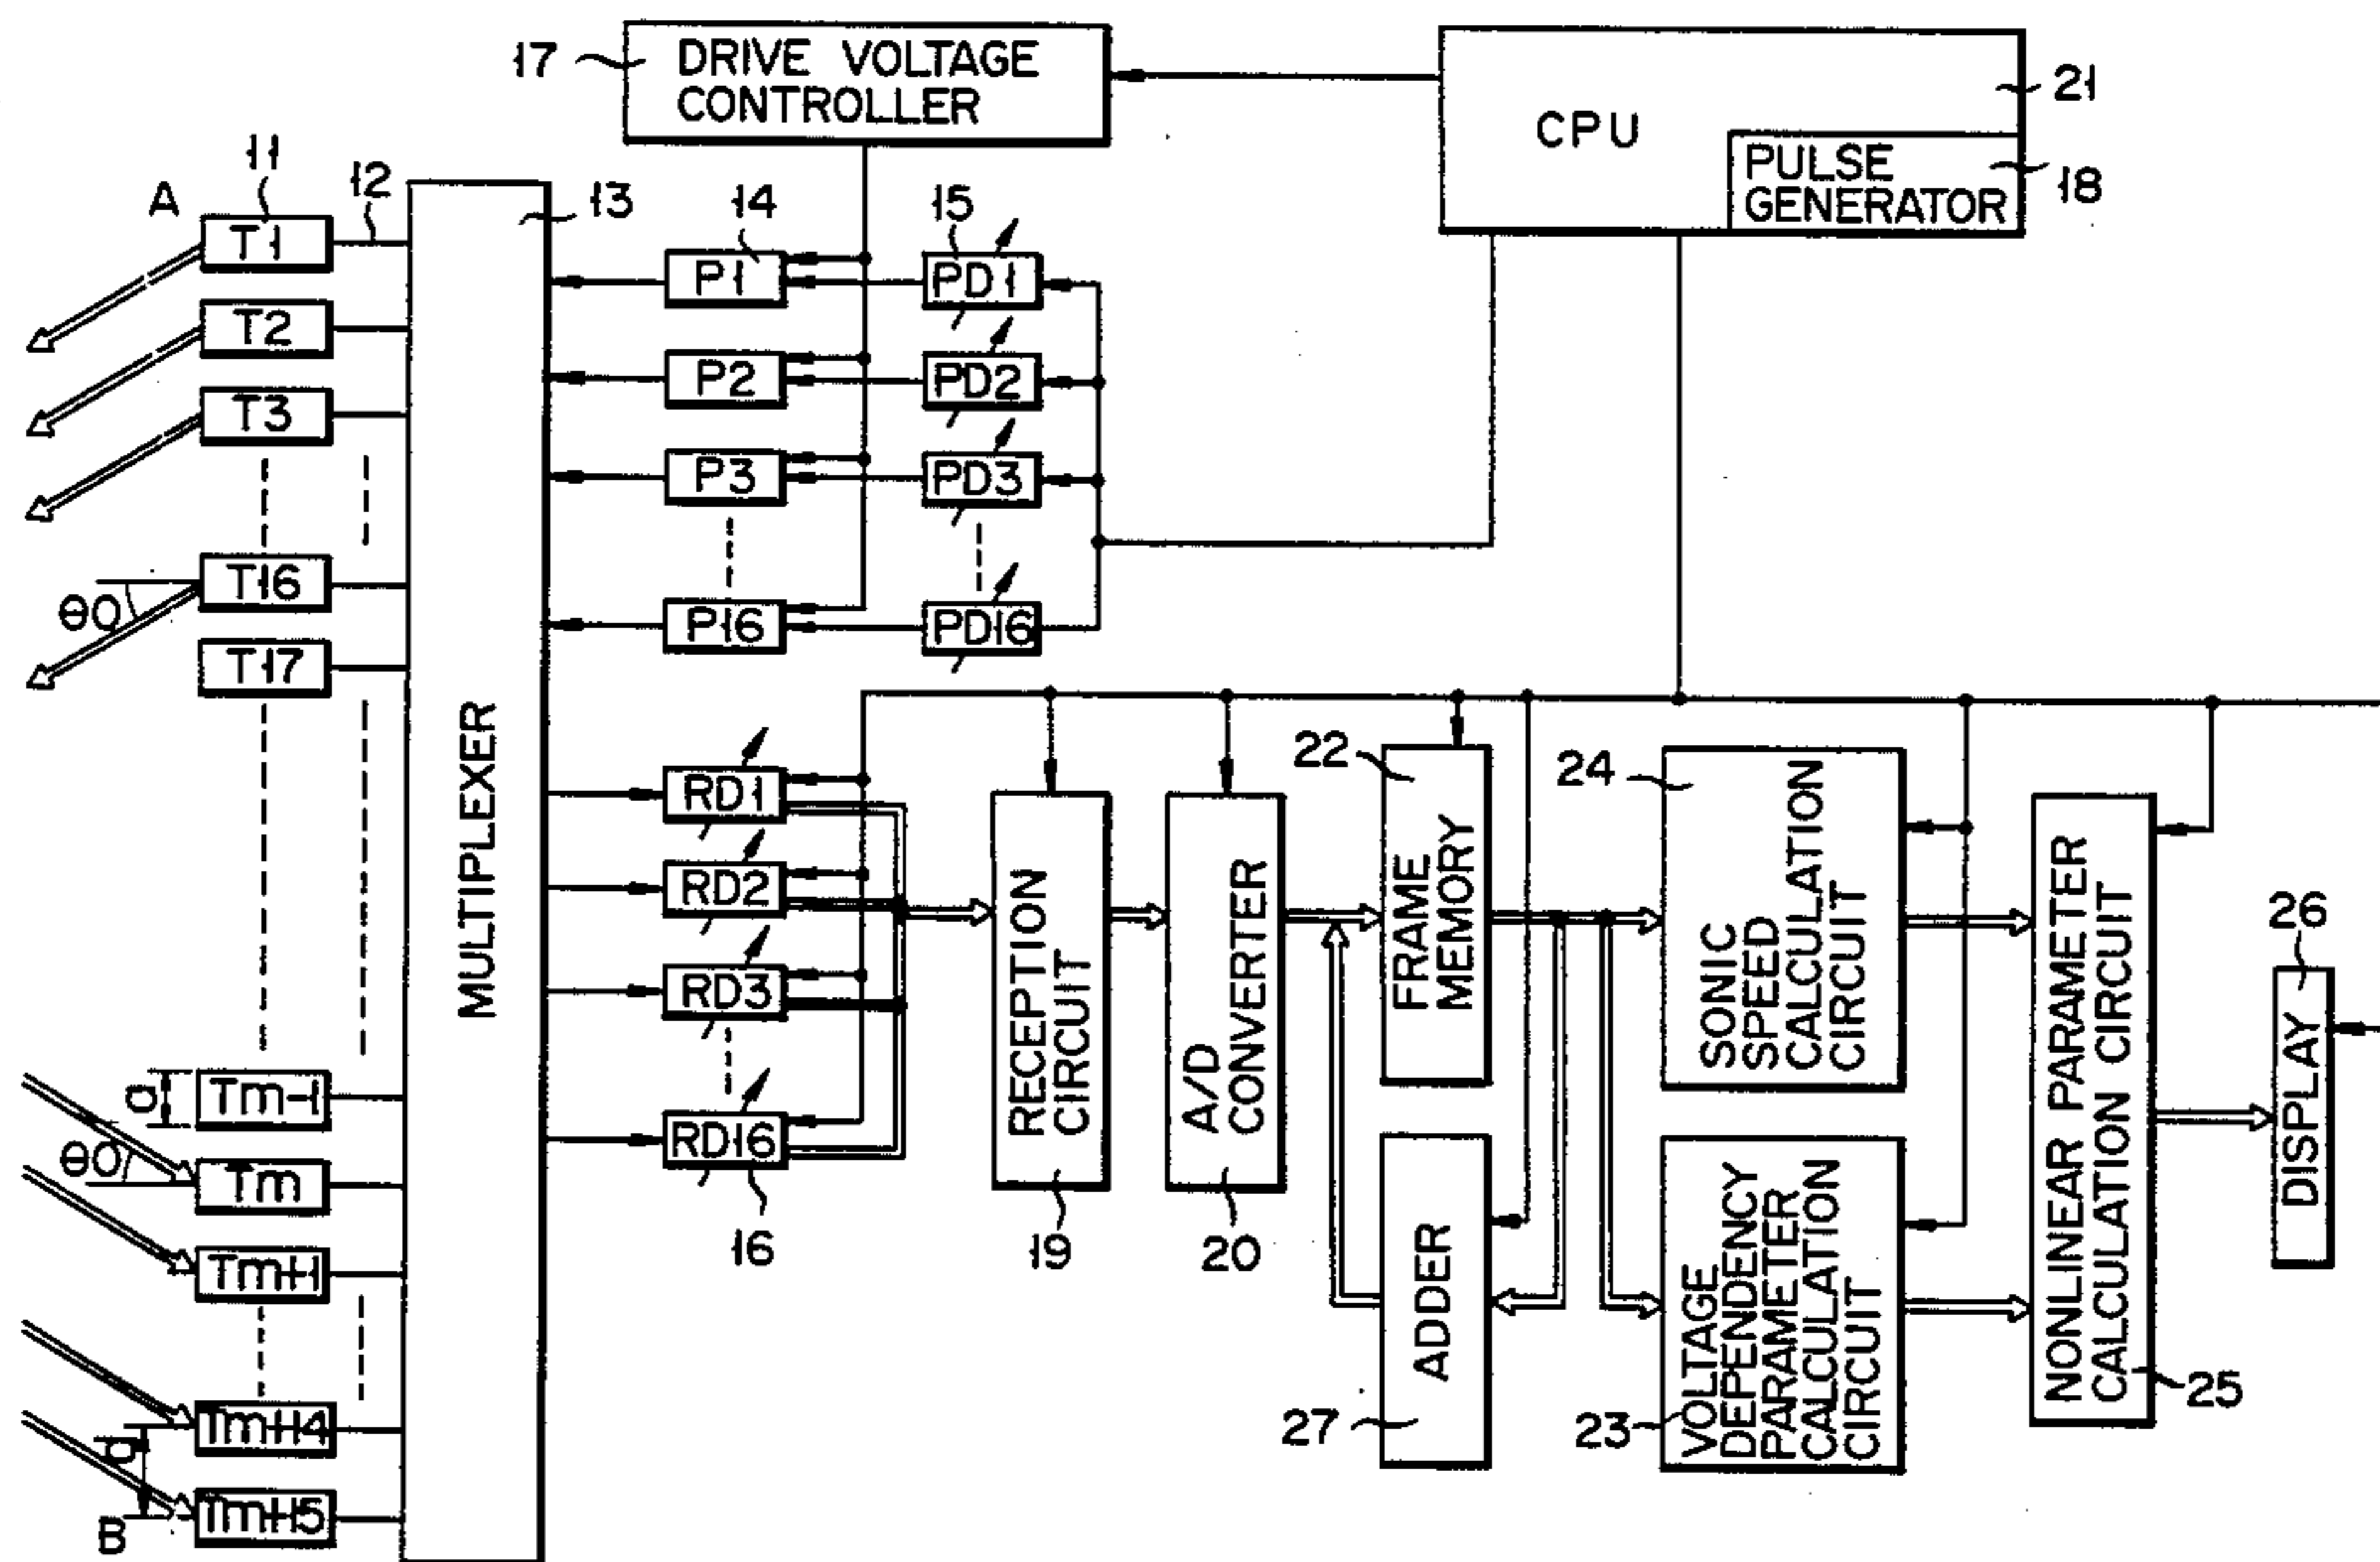 17
DRIVE VOLTAGE
CONTROLLER
CPU
21
PULSE
GENERATOR
18
A
11
12
13
14
15
T1
T2
T3
T16
θ0
T17
P1
P2
P3
P16
PD1
PD2
PD3
PD16
MULTIPLEXER
RD1
RD2
RD3
RD16
16
RECEPTION
CIRCUIT
19
A/D
CONVERTER
20
22
FRAME
MEMORY
24
SONIC
SPEED
CALCULATION
CIRCUIT
ADDER
27
VOLTAGE
DEPENDENCY
PARAMETER
CALCULATION
CIRCUIT
23
NONLINEAR PARAMETER
CALCULATION CIRCUIT
25
26
DISPLAY
a
Tm-1
θ0
Tm
Tm+1
Tm+14
d
Tm+15
B